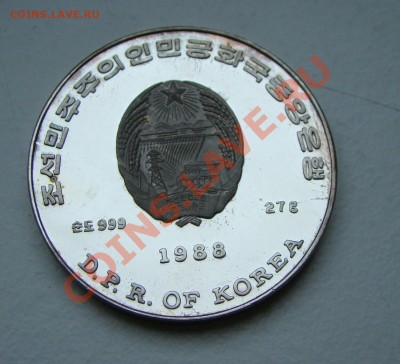 COINS.LAVE.RU
조선민주주의인민공화국중앙은행
순도 999
27g
1988
D.P.R. OF KOREA
COINS.LAVE.RU